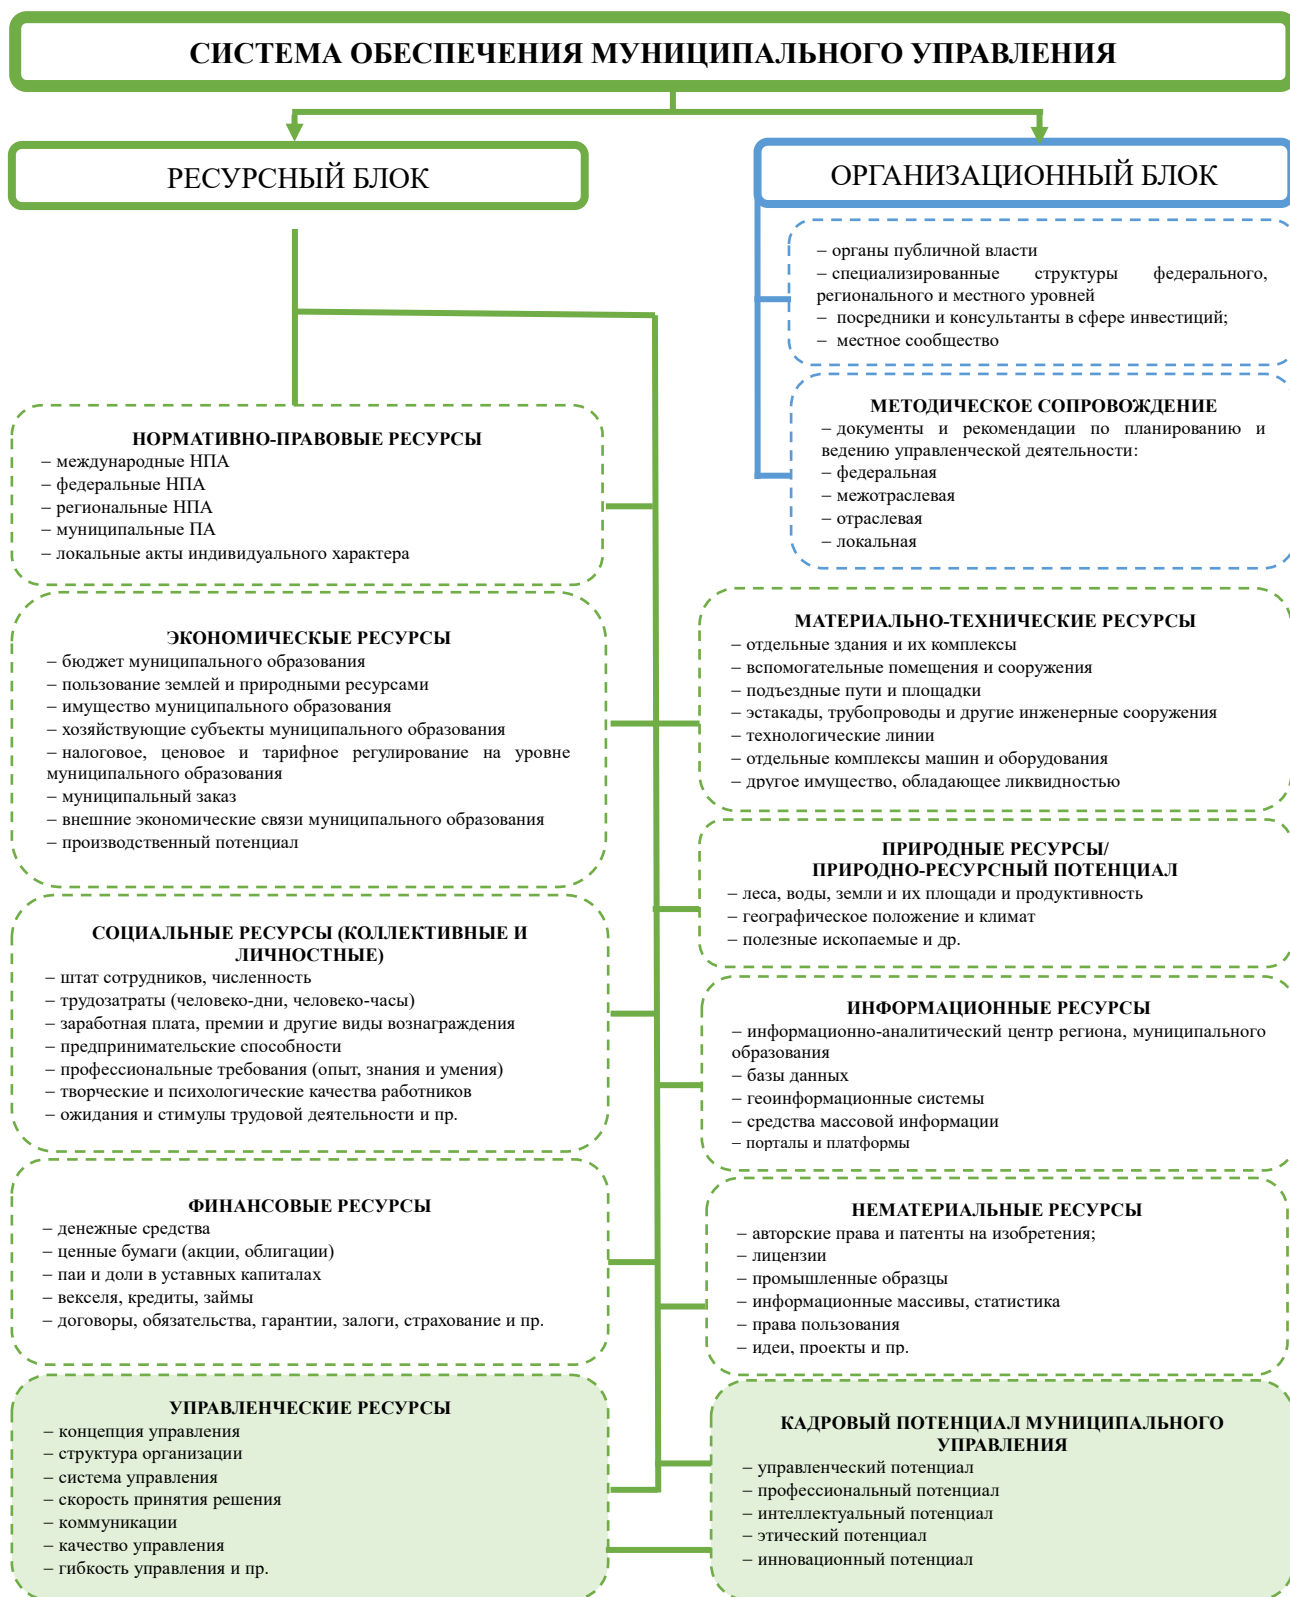 СИСТЕМА ОБЕСПЕЧЕНИЯ МУНИЦИПАЛЬНОГО УПРАВЛЕНИЯ
РЕСУРСНЫЙ БЛОК
ОРГАНИЗАЦИОННЫЙ БЛОК
– органы публичной власти
– специализированные структуры федерального,
регионального и местного уровней
– посредники и консультанты в сфере инвестиций;
– местное сообщество
МЕТОДИЧЕСКОЕ СОПРОВОЖДЕНИЕ
– документы и рекомендации по планированию и
ведению управленческой деятельности:
– федеральная
– межотраслевая
– отраслевая
– локальная
НОРМАТИВНО-ПРАВОВЫЕ РЕСУРСЫ
– международные НПА
– федеральные НПА
– региональные НПА
– муниципальные ПА
– локальные акты индивидуального характера
ЭКОНОМИЧЕСКИЕ РЕСУРСЫ
– бюджет муниципального образования
– пользование землей и природными ресурсами
– имущество муниципального образования
– хозяйствующие субъекты муниципального образования
– налоговое, ценовое и тарифное регулирование на уровне
муниципального образования
– муниципальный заказ
– внешние экономические связи муниципального образования
– производственный потенциал
МАТЕРИАЛЬНО-ТЕХНИЧЕСКИЕ РЕСУРСЫ
– отдельные здания и их комплексы
– вспомогательные помещения и сооружения
– подъездные пути и площадки
– эстакады, трубопроводы и другие инженерные сооружения
– технологические линии
– отдельные комплексы машин и оборудования
– другое имущество, обладающее ликвидностью
ПРИРОДНЫЕ РЕСУРСЫ/
ПРИРОДНО-РЕСУРСНЫЙ ПОТЕНЦИАЛ
– леса, воды, земли и их площади и продуктивность
– географическое положение и климат
– полезные ископаемые и др.
СОЦИАЛЬНЫЕ РЕСУРСЫ (КОЛЛЕКТИВНЫЕ И
ЛИЧНОСТНЫЕ)
– штат сотрудников, численность
– трудозатраты (человеко-дни, человеко-часы)
– заработная плата, премии и другие виды вознаграждения
– предпринимательские способности
– профессиональные требования (опыт, знания и умения)
– творческие и психологические качества работников
– ожидания и стимулы трудовой деятельности и пр.
ИНФОРМАЦИОННЫЕ РЕСУРСЫ
– информационно-аналитический центр региона, муниципального
образования
– базы данных
– геоинформационные системы
– средства массовой информации
– порталы и платформы
ФИНАНСОВЫЕ РЕСУРСЫ
– денежные средства
– ценные бумаги (акции, облигации)
– паи и доли в уставных капиталах
– векселя, кредиты, займы
– договоры, обязательства, гарантии, залоги, страхование и пр.
НЕМАТЕРИАЛЬНЫЕ РЕСУРСЫ
– авторские права и патенты на изобретения;
– лицензии
– промышленные образцы
– информационные массивы, статистика
– права пользования
– идеи, проекты и пр.
УПРАВЛЕНЧЕСКИЕ РЕСУРСЫ
– концепция управления
– структура организации
– система управления
– скорость принятия решения
– коммуникации
– качество управления
– гибкость управления и пр.
КАДРОВЫЙ ПОТЕНЦИАЛ МУНИЦИПАЛЬНОГО
УПРАВЛЕНИЯ
– управленческий потенциал
– профессиональный потенциал
– интеллектуальный потенциал
– этический потенциал
– инновационный потенциал